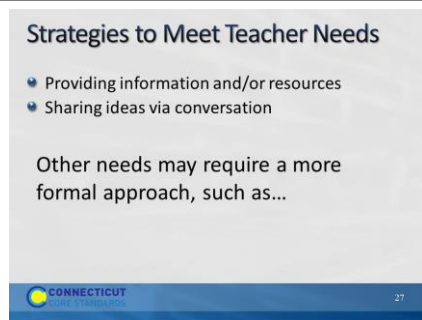 Strategies to Meet Teacher Needs
Providing information and/or resources
Sharing ideas via conversation
Other needs may require a more
formal approach, such as...
CONNECTICUT
CORE STANDARDS
27